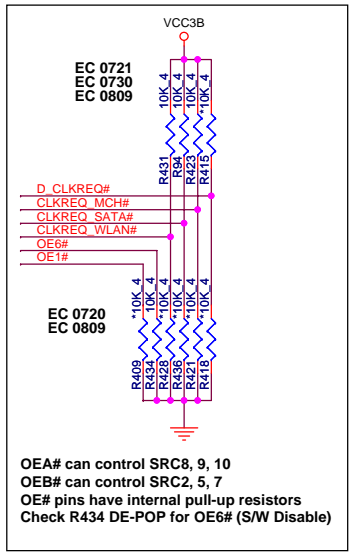 VCC3B
EC 0721
EC 0730
EC 0809
10K_4
10K_4
10K_4
*10K_4
R431
R94
R423
R415
D_CLKREQ#
CLKREQ_MCH#
CLKREQ_SATA#
CLKREQ_WLAN#
OE6#
OE1#
EC 0720
EC 0809
*10K_4
10K_4
*10K_4
*10K_4
*10K_4
*10K_4
R409
R434
R428
R436
R421
R418
OEA# can control SRC8, 9, 10
OEB# can control SRC2, 5, 7
OE# pins have internal pull-up resistors
Check R434 DE-POP for OE6# (S/W Disable)